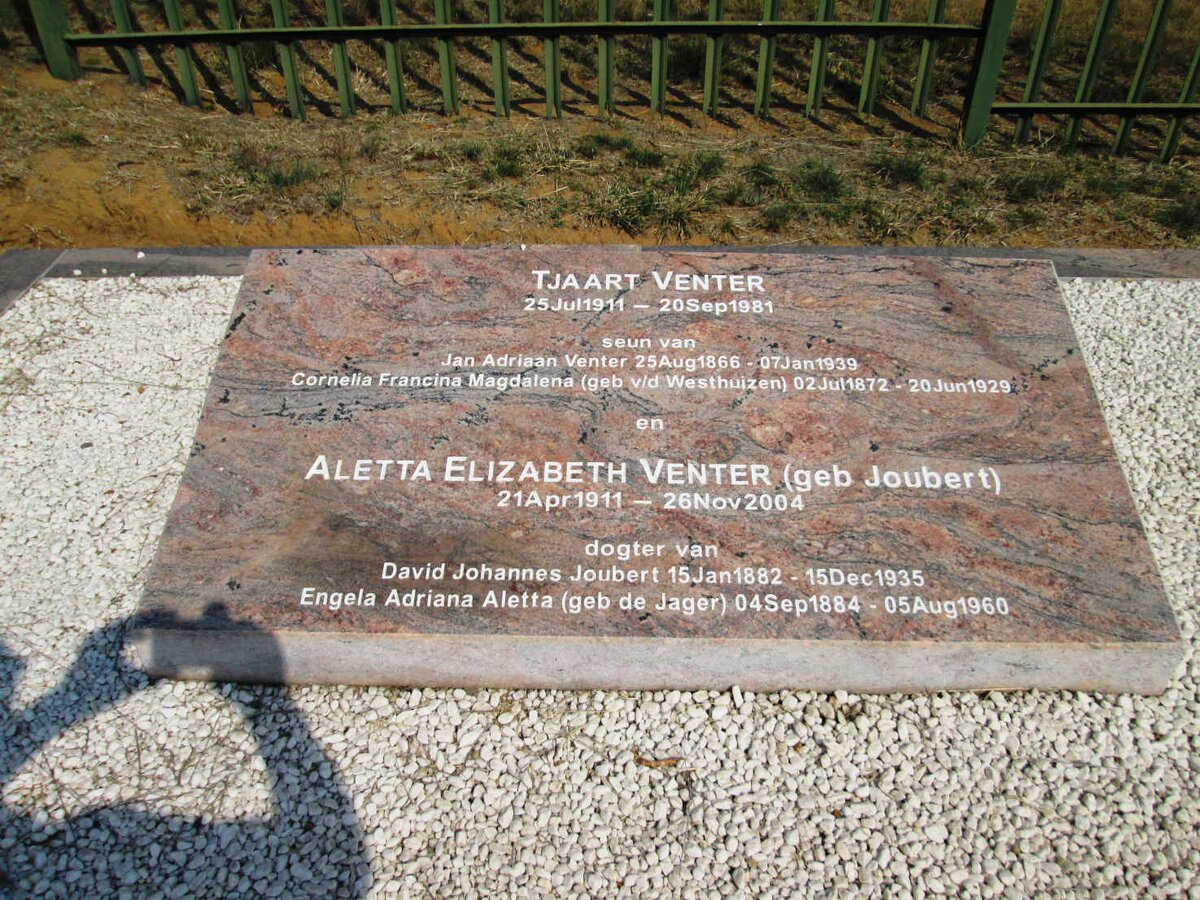 TJAART VENTER
25Jul1911 – 20Sep1981
seun van
Jan Adriaan Venter 25Aug1866 - 07Jan1939
Cornelia Francina Magdalena (geb v/d Westhuizen) 02Jul1872 - 20Jun1929
en
ALETTA ELIZABETH VENTER (geb Joubert)
21Apr1911 – 26Nov2004
dogter van
David Johannes Joubert 15Jan1882 - 15Dec1935
Engela Adriana Aletta (geb de Jager) 04Sep1884 - 05Aug1960